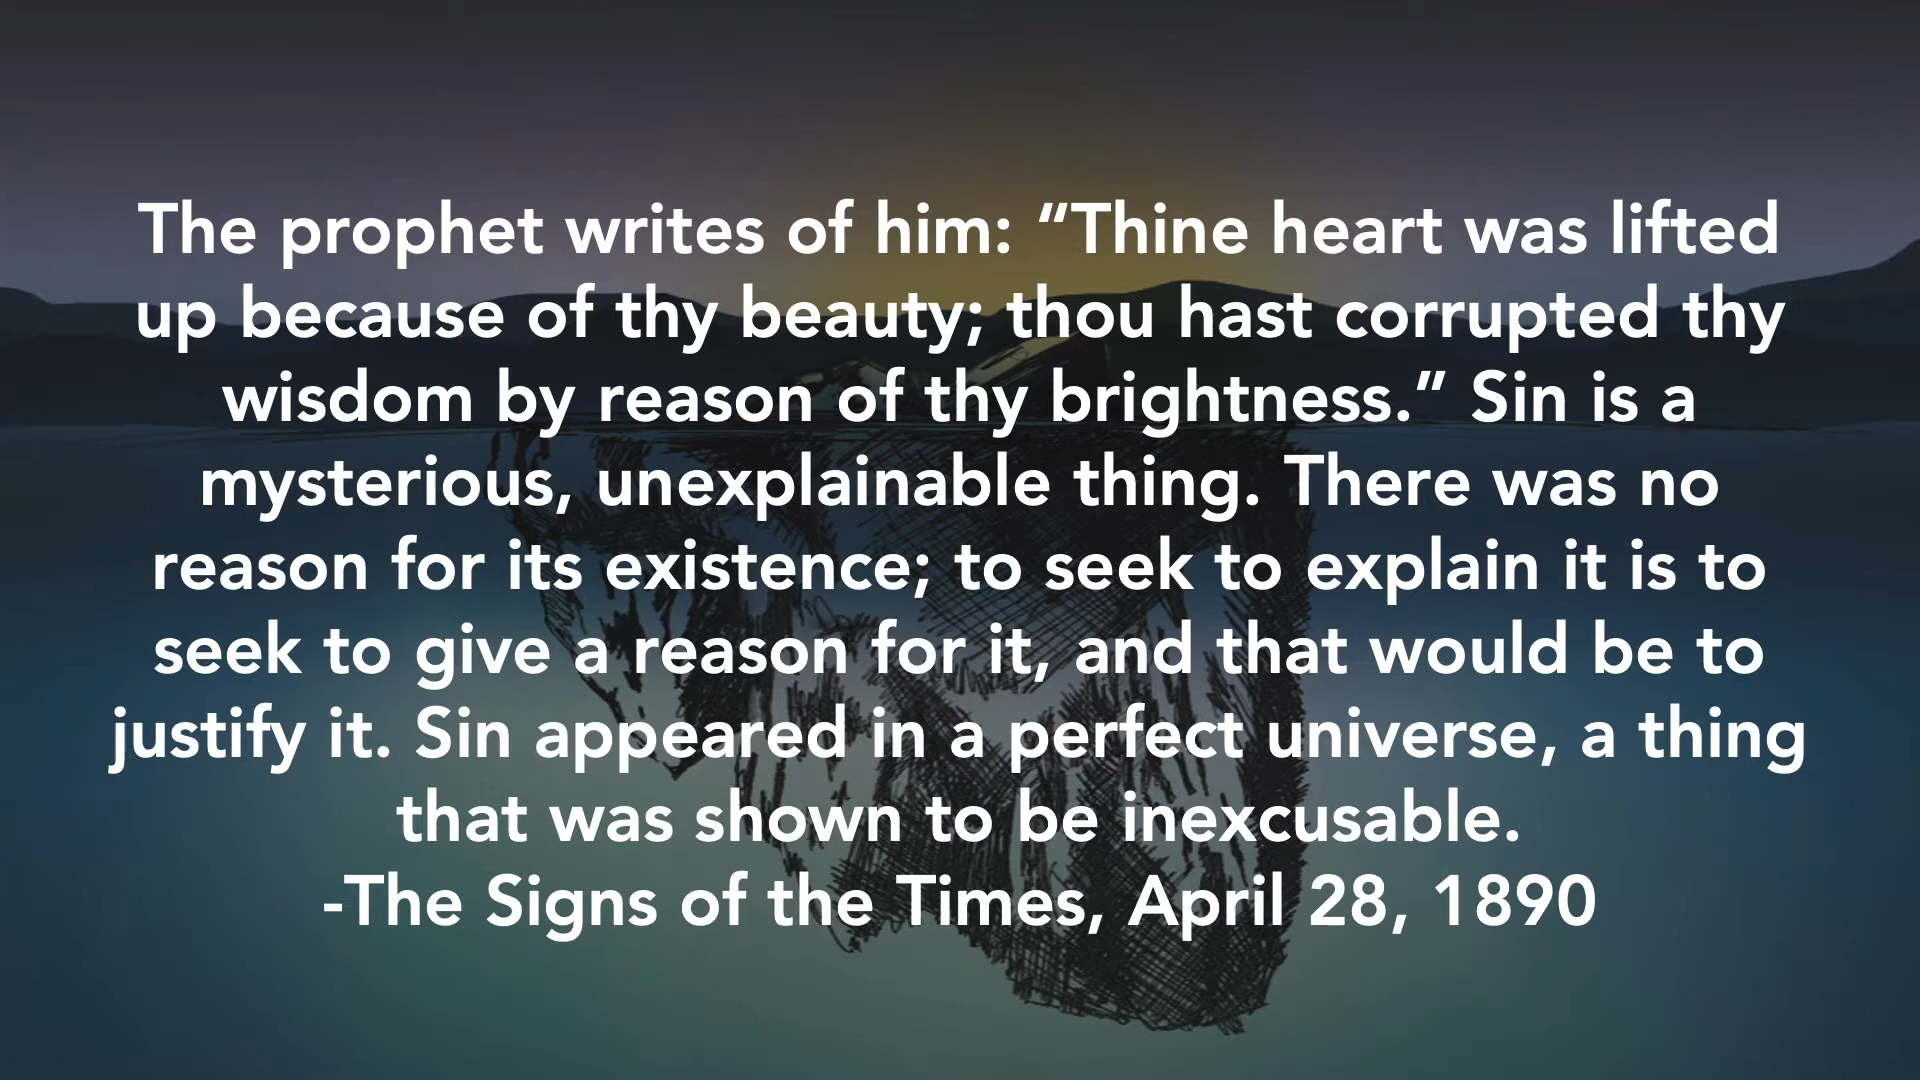 The prophet writes of him: “Thine heart was lifted
up because of thy beauty; thou hast corrupted thy
wisdom by reason of thy brightness.” Sin is a
mysterious, unexplainable thing. There was no
reason for its existence; to seek to explain it is to
seek to give a reason for it, and that would be to
justify it. Sin appeared in a perfect universe, a thing
that was shown to be inexcusable.
-The Signs of the Times, April 28, 1890